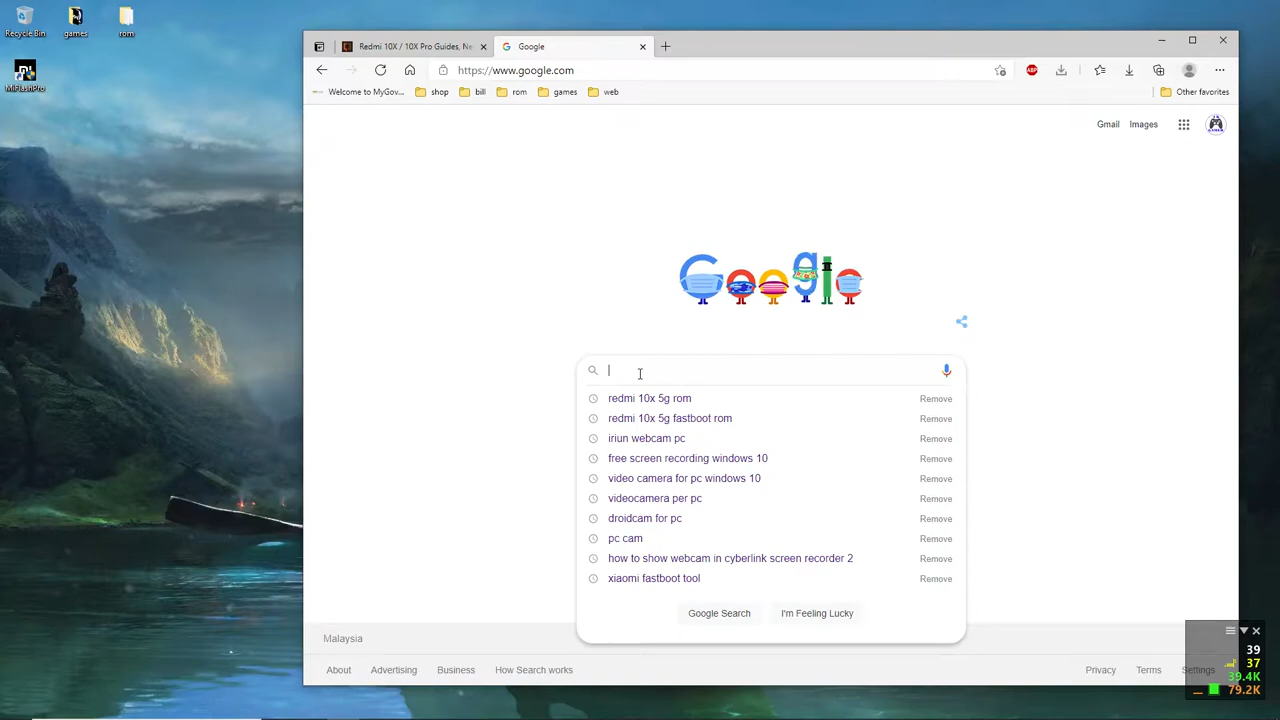 Recycle Bin
games
rom
MiFlashPro
Redmi 10X / 10X Pro Guides, Ne
Google
https://www.google.com
ABP
Welcome to MyGov...
shop
bill
rom
games
web
Other favorites
Gmail
Images
Google
redmi 10x 5g rom
Remove
redmi 10x 5g fastboot rom
Remove
iriun webcam pc
Remove
free screen recording windows 10
Remove
video camera for pc windows 10
Remove
videocamera per pc
Remove
droidcam for pc
Remove
pc cam
Remove
how to show webcam in cyberlink screen recorder 2
Remove
xiaomi fastboot tool
Remove
Google Search
I'm Feeling Lucky
Malaysia
About
Advertising
Business
How Search works
Privacy
Terms
Settings
39
37
39.4K
79.2K